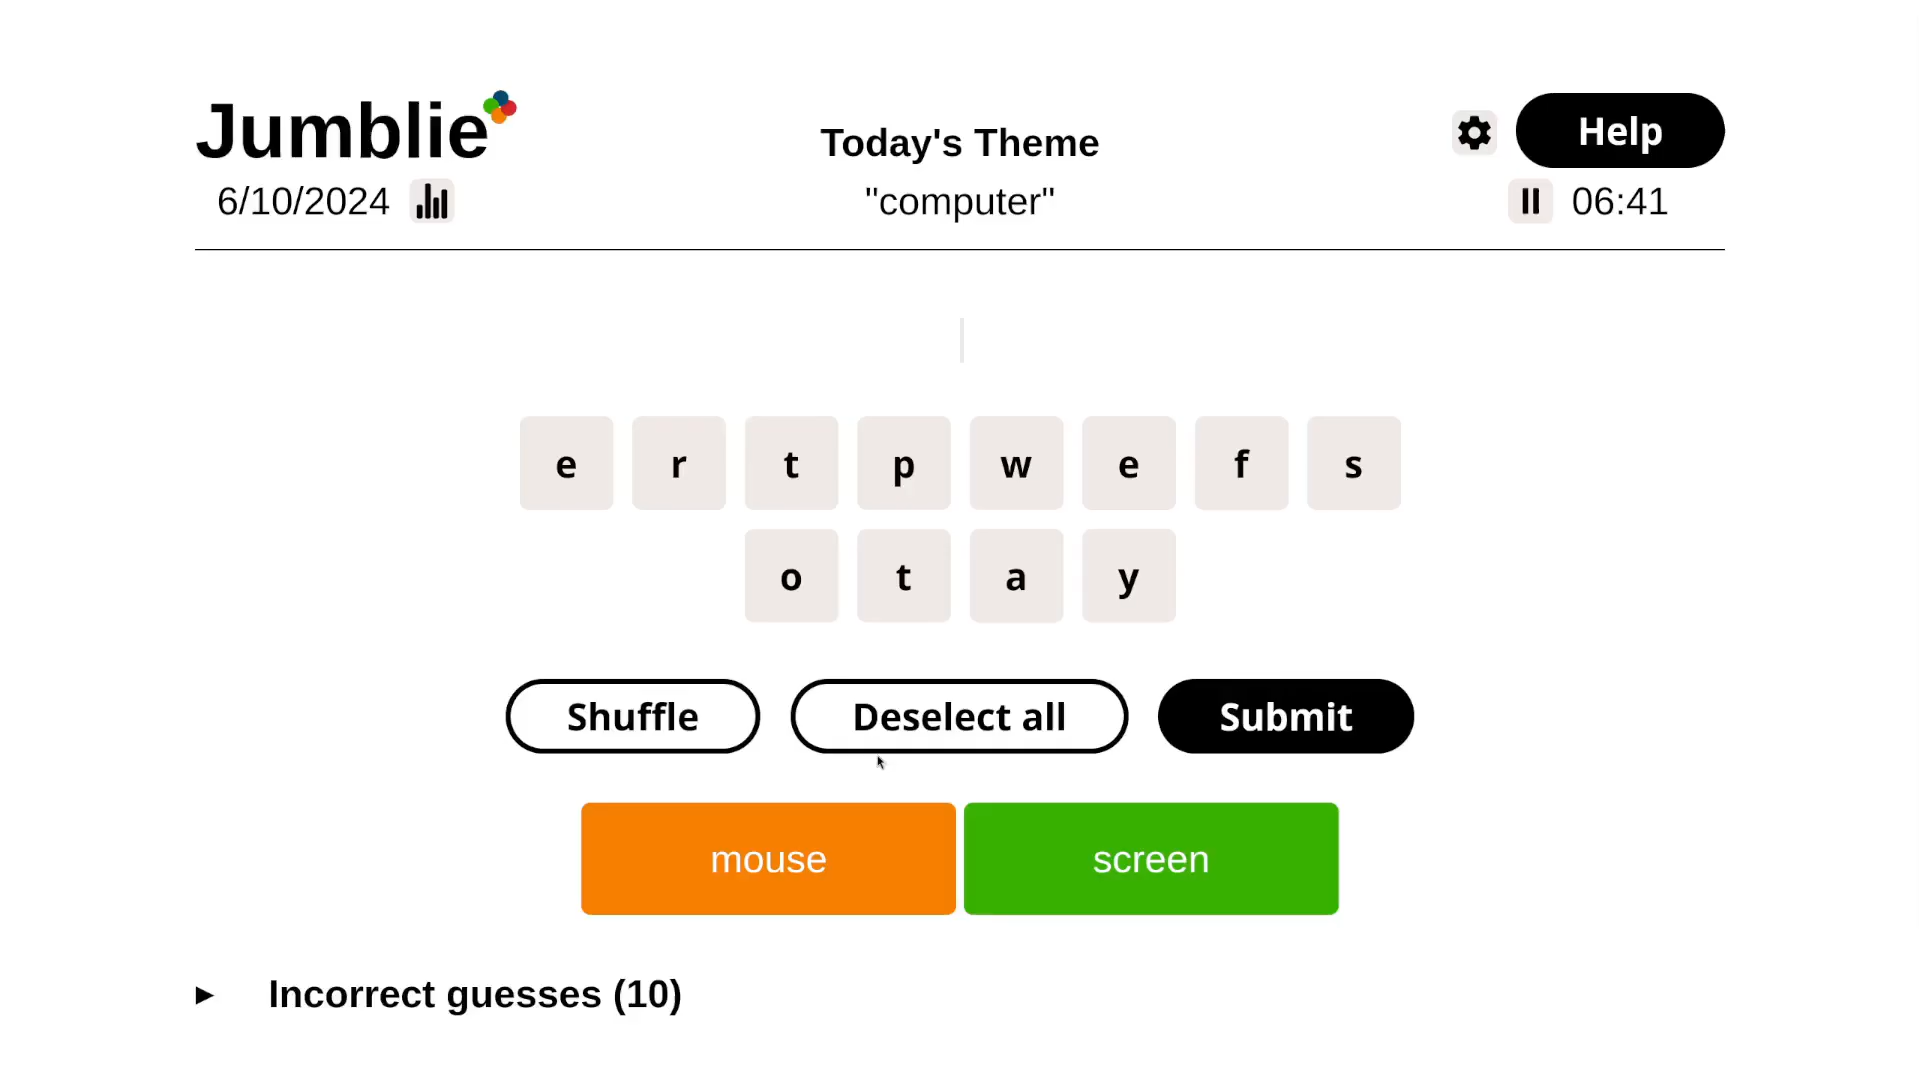 Jumblie
6/10/2024
Today's Theme
"computer"
Help
06:41
e r t p w e f s
o t a y
Shuffle
Deselect all
Submit
mouse
screen
Incorrect guesses (10)